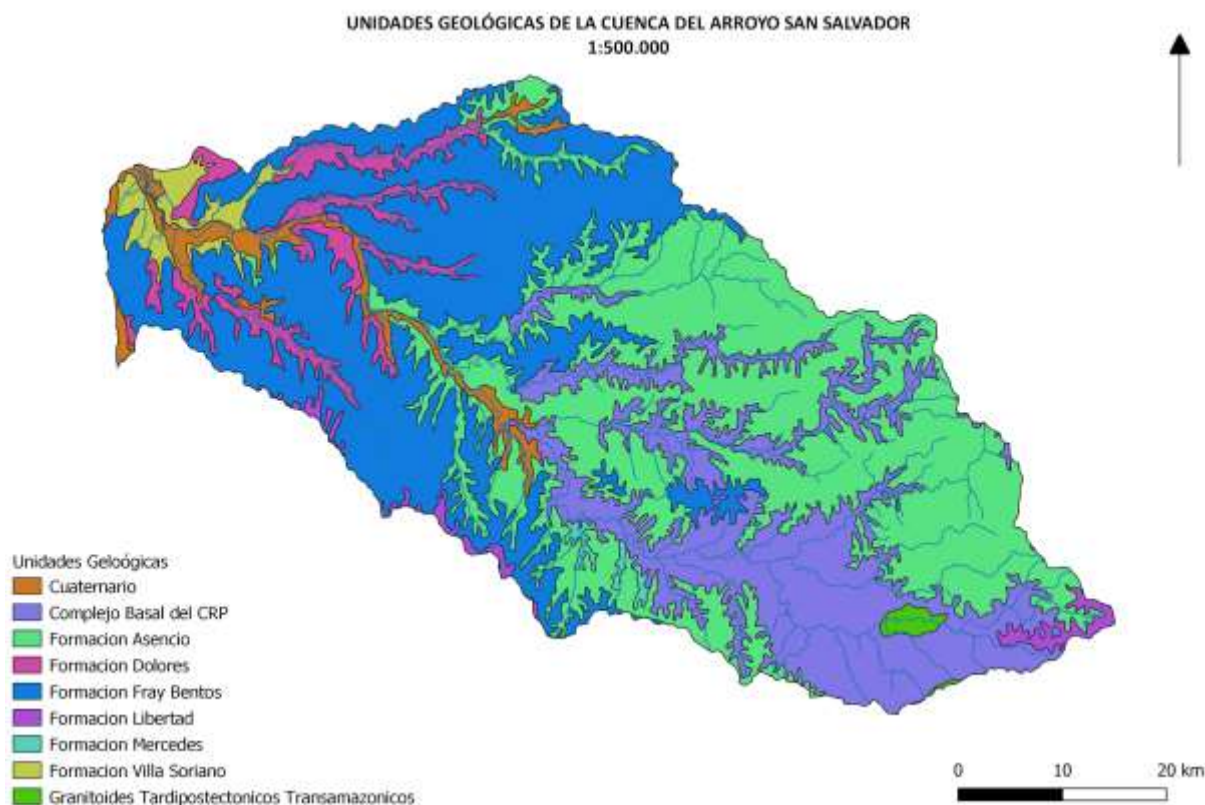 UNIDADES GEOLÓGICAS DE LA CUENCA DEL ARROYO SAN SALVADOR
1:500.000
Unidades Geloógicas
Cuaternario
Complejo Basal del CRP
Formacion Asencio
Formacion Dolores
Formacion Fray Bentos
Formacion Libertad
Formacion Mercedes
Formacion Villa Soriano
Granitoides Tardipostectonicos Transamazonicos
0 10 20 km